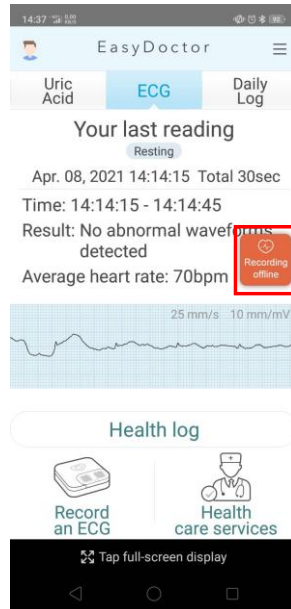 14:37
EasyDoctor
Uric
Acid
ECG
Daily
Log
Your last reading
Resting
Apr. 08, 2021 14:14:15 Total 30sec
Time: 14:14:15 - 14:14:45
Result: No abnormal waveforms
detected
Average heart rate: 70bpm
Recording
offline
25 mm/s 10 mm/mV
Health log
Record
an ECG
Health
care services
Tap full-screen display